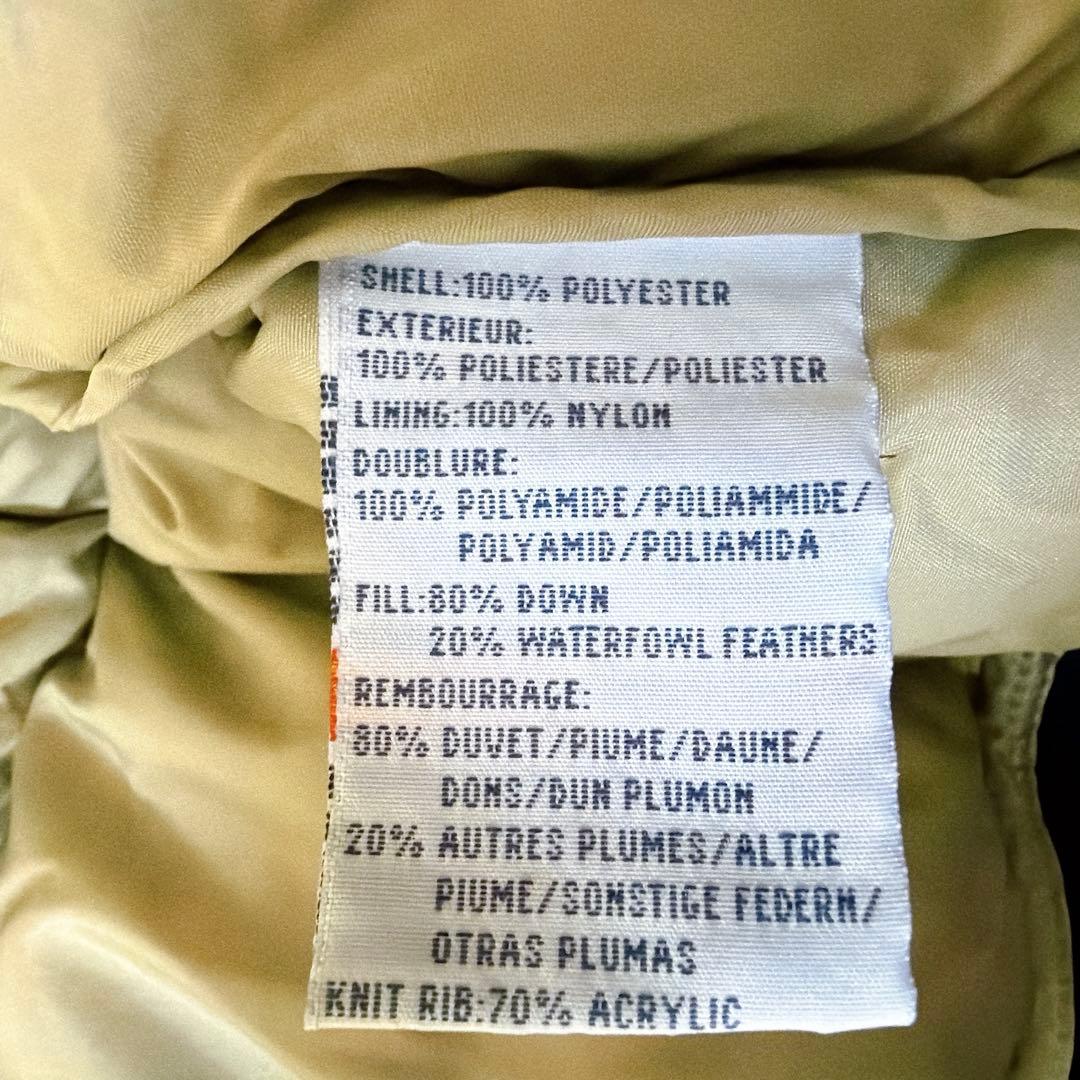 SHELL:100% POLYESTER
EXTERIEUR:
100% POLIESTERE/POLIESTER
LINING:100% NYLON
DOUBLURE:
100% POLYAMIDE/POLIAMMIDE/
POLYAMID/POLIAMIDA
FILL:80% DOWN
20% WATERFOWL FEATHERS
REMBOURRAGE:
80% DUVET/PIUME/DAUNE/
DONS/DUN PLUMON
20% AUTRES PLUMES/ALTRE
PIUME/SONSTIGE FEDERN/
OTRAS PLUMAS
KNIT RIB:70% ACRYLIC